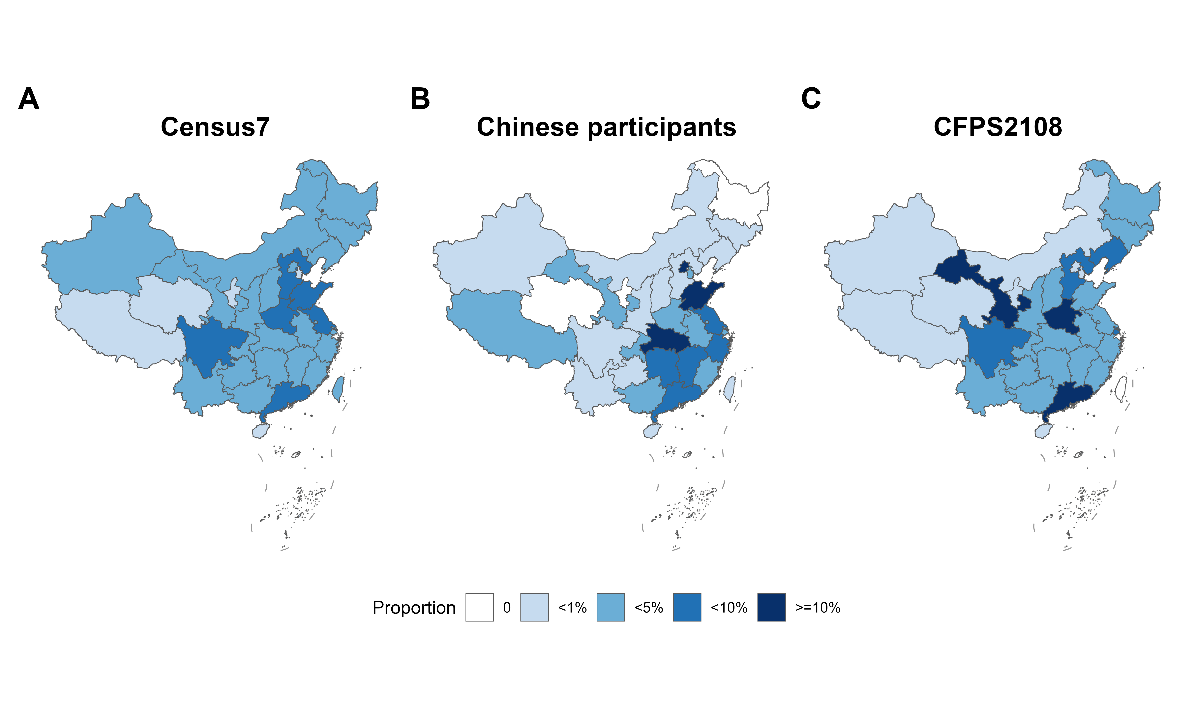 A
B
C
Census7
Chinese participants
CFPS2108
Proportion 0 <1% <5% <10% >=10%